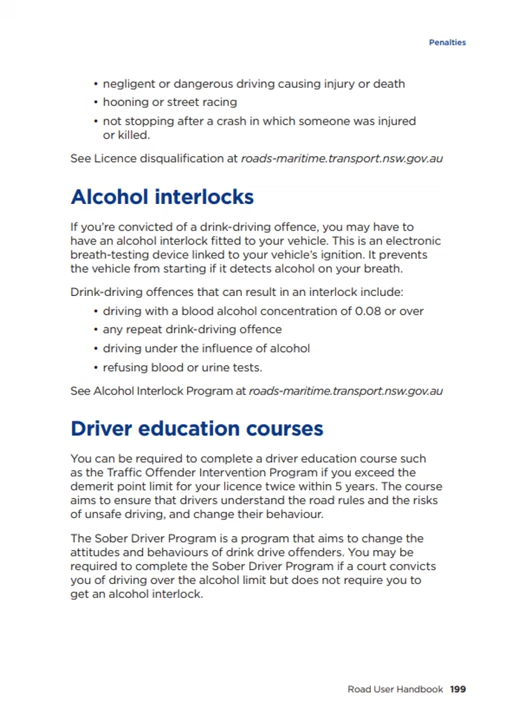 Penalties
• negligent or dangerous driving causing injury or death
• hooning or street racing
• not stopping after a crash in which someone was injured
or killed.
See Licence disqualification at roads-maritime.transport.nsw.gov.au
Alcohol interlocks
If you're convicted of a drink-driving offence, you may have to
have an alcohol interlock fitted to your vehicle. This is an electronic
breath-testing device linked to your vehicle's ignition. It prevents
the vehicle from starting if it detects alcohol on your breath.
Drink-driving offences that can result in an interlock include:
• driving with a blood alcohol concentration of 0.08 or over
• any repeat drink-driving offence
• driving under the influence of alcohol
• refusing blood or urine tests.
See Alcohol Interlock Program at roads-maritime.transport.nsw.gov.au
Driver education courses
You can be required to complete a driver education course such
as the Traffic Offender Intervention Program if you exceed the
demerit point limit for your licence twice within 5 years. The course
aims to ensure that drivers understand the road rules and the risks
of unsafe driving, and change their behaviour.
The Sober Driver Program is a program that aims to change the
attitudes and behaviours of drink drive offenders. You may be
required to complete the Sober Driver Program if a court convicts
you of driving over the alcohol limit but does not require you to
get an alcohol interlock.
Road User Handbook 199